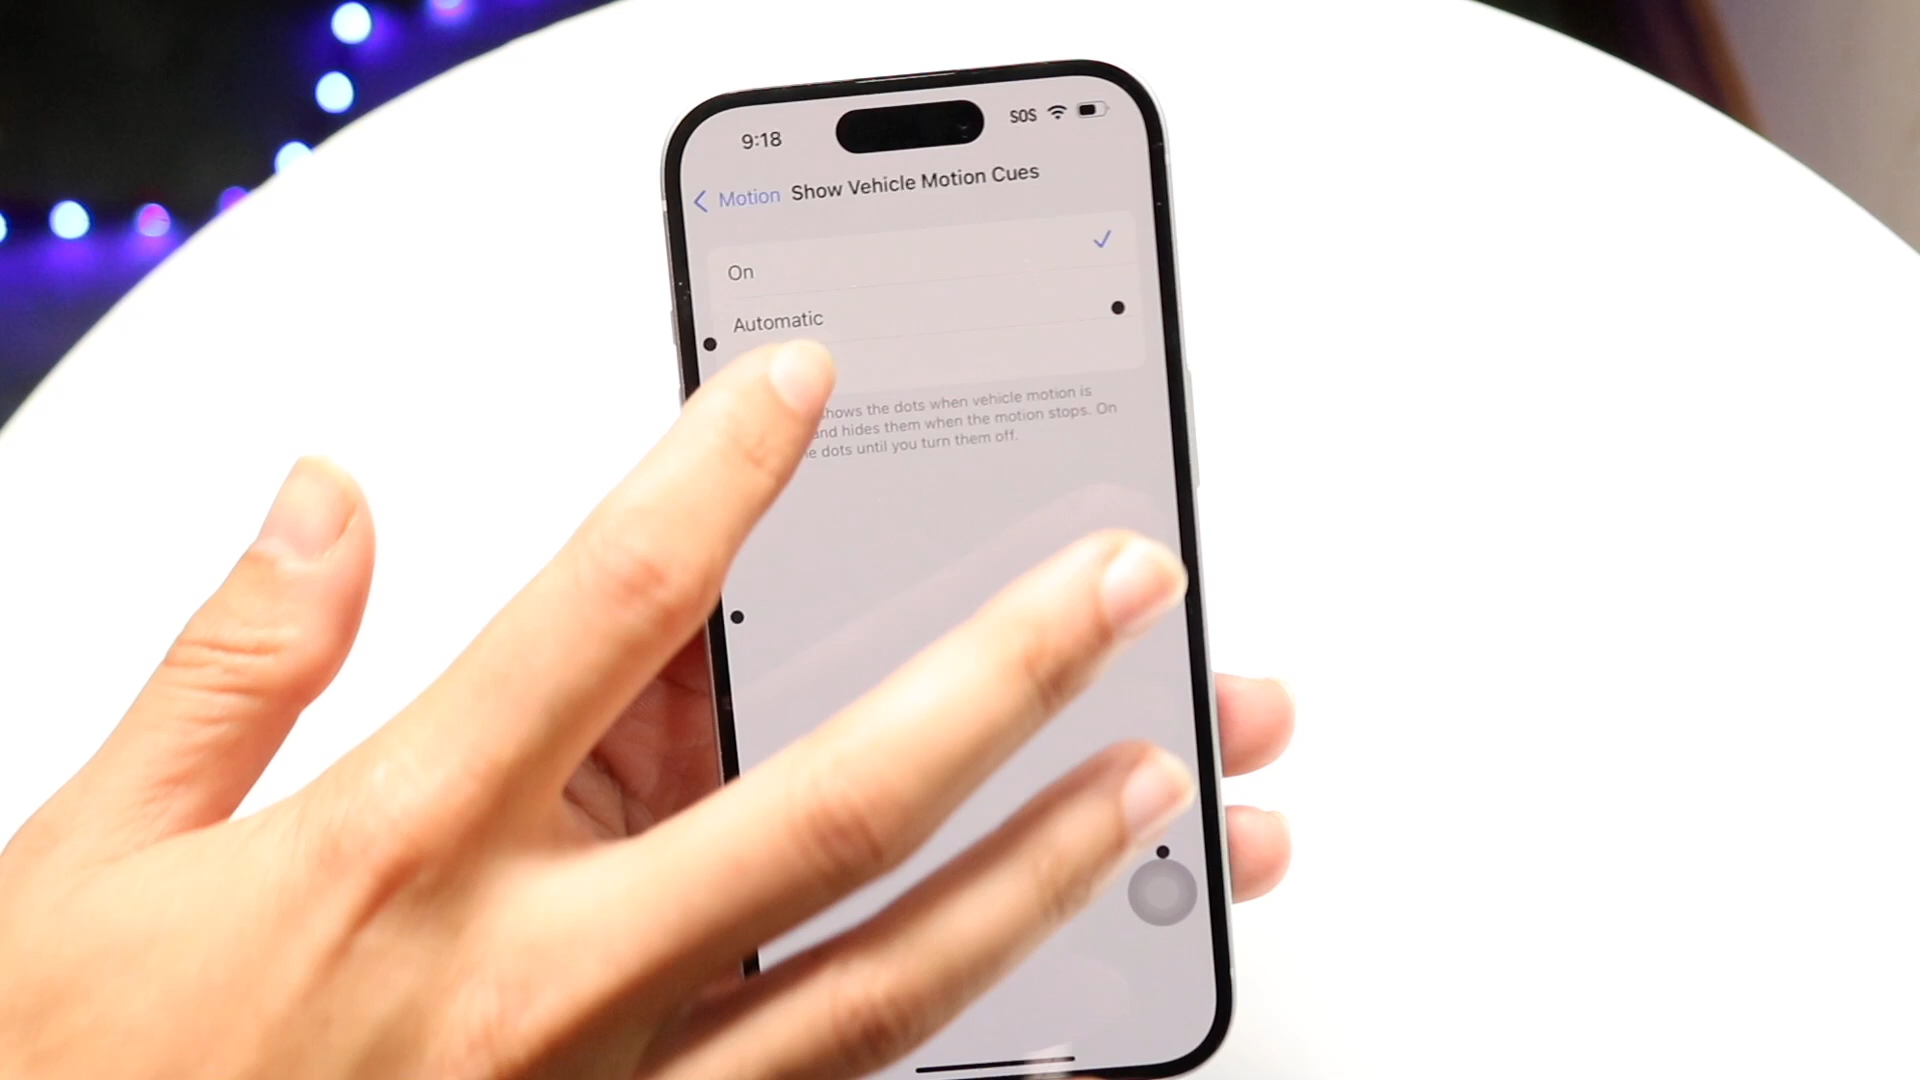 9:18
SOS
Motion Show Vehicle Motion Cues
On
Automatic
shows the dots when vehicle motion is
and hides them when the motion stops. On
dots until you turn them off.